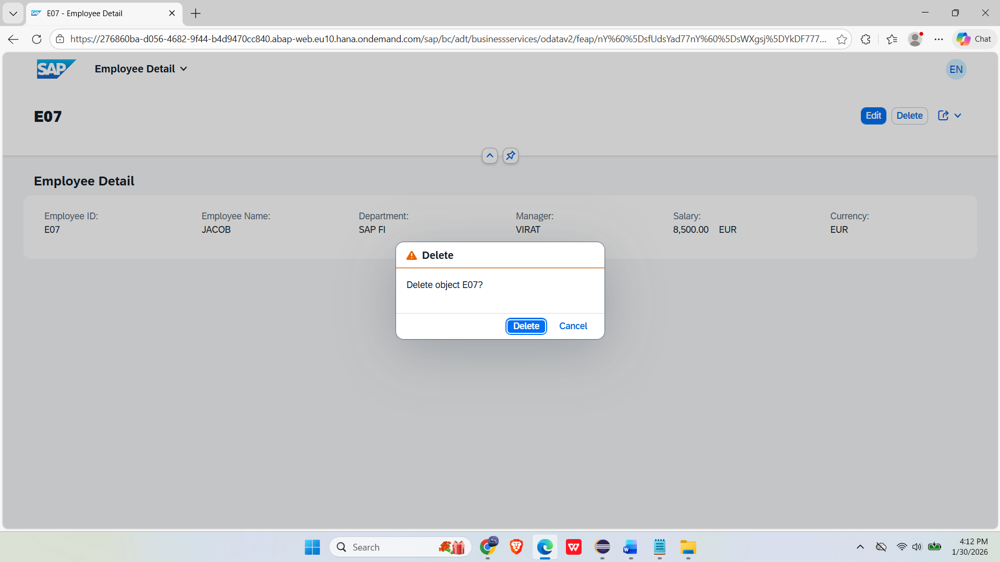 E07 - Employee Detail
https://276860ba-d056-4682-9f44-b4d9470cc840.abap-web.eu10.hana.ondemand.com/sap/bc/adt/businessservices/odatav2/feap/nY%60%5DsfUdsYad77nY%60%5DsWXgsj%5DYkDF777...
Chat
SAP Employee Detail
EN
E07
Edit Delete
Employee Detail
Employee ID: Employee Name: Department: Manager: Salary: Currency:
E07 JACOB SAP FI VIRAT 8,500.00 EUR EUR
Delete
Delete object E07?
Delete Cancel
Search
4:12 PM
1/30/2026